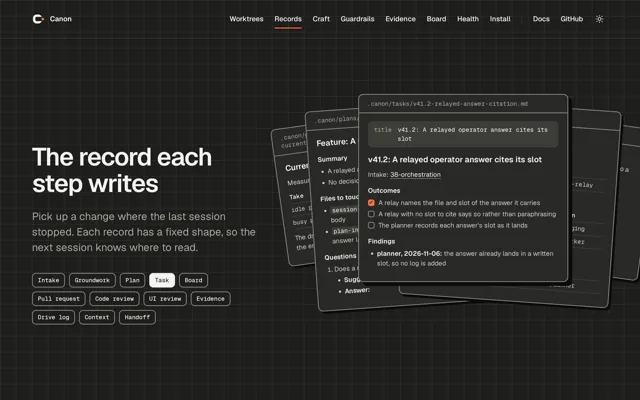 Canon
Worktrees Records Craft Guardrails Evidence Board Health Install Docs GitHub
The record each
step writes
Pick up a change where the last session
stopped. Each record has a fixed shape, so the
next session knows where to read.
Intake Groundwork Plan Task Board
Pull request Code review UI review Evidence
Drive log Context Handoff
current
Curre
Measu
Take
idle p
busy s
The d
the en
.canon/plans/
Feature: A
Summary
A relayed a
No decisio
Files to touc
session
body
plan-in
answer l
Questions
1. Does a r
Sugg
Answer:
.canon/tasks/v41.2-relayed-answer-citation.md
title v41.2: A relayed operator answer cites its
slot
v41.2: A relayed operator answer cites its slot
Intake: 38-orchestration
Outcomes
A relay names the file and slot of the answer it carries
A relay with no slot to cite says so rather than paraphrasing
The planner records each answer's slot as it lands
Findings
planner, 2026-11-06: the answer already lands in a written
slot, so no log is added
-relay